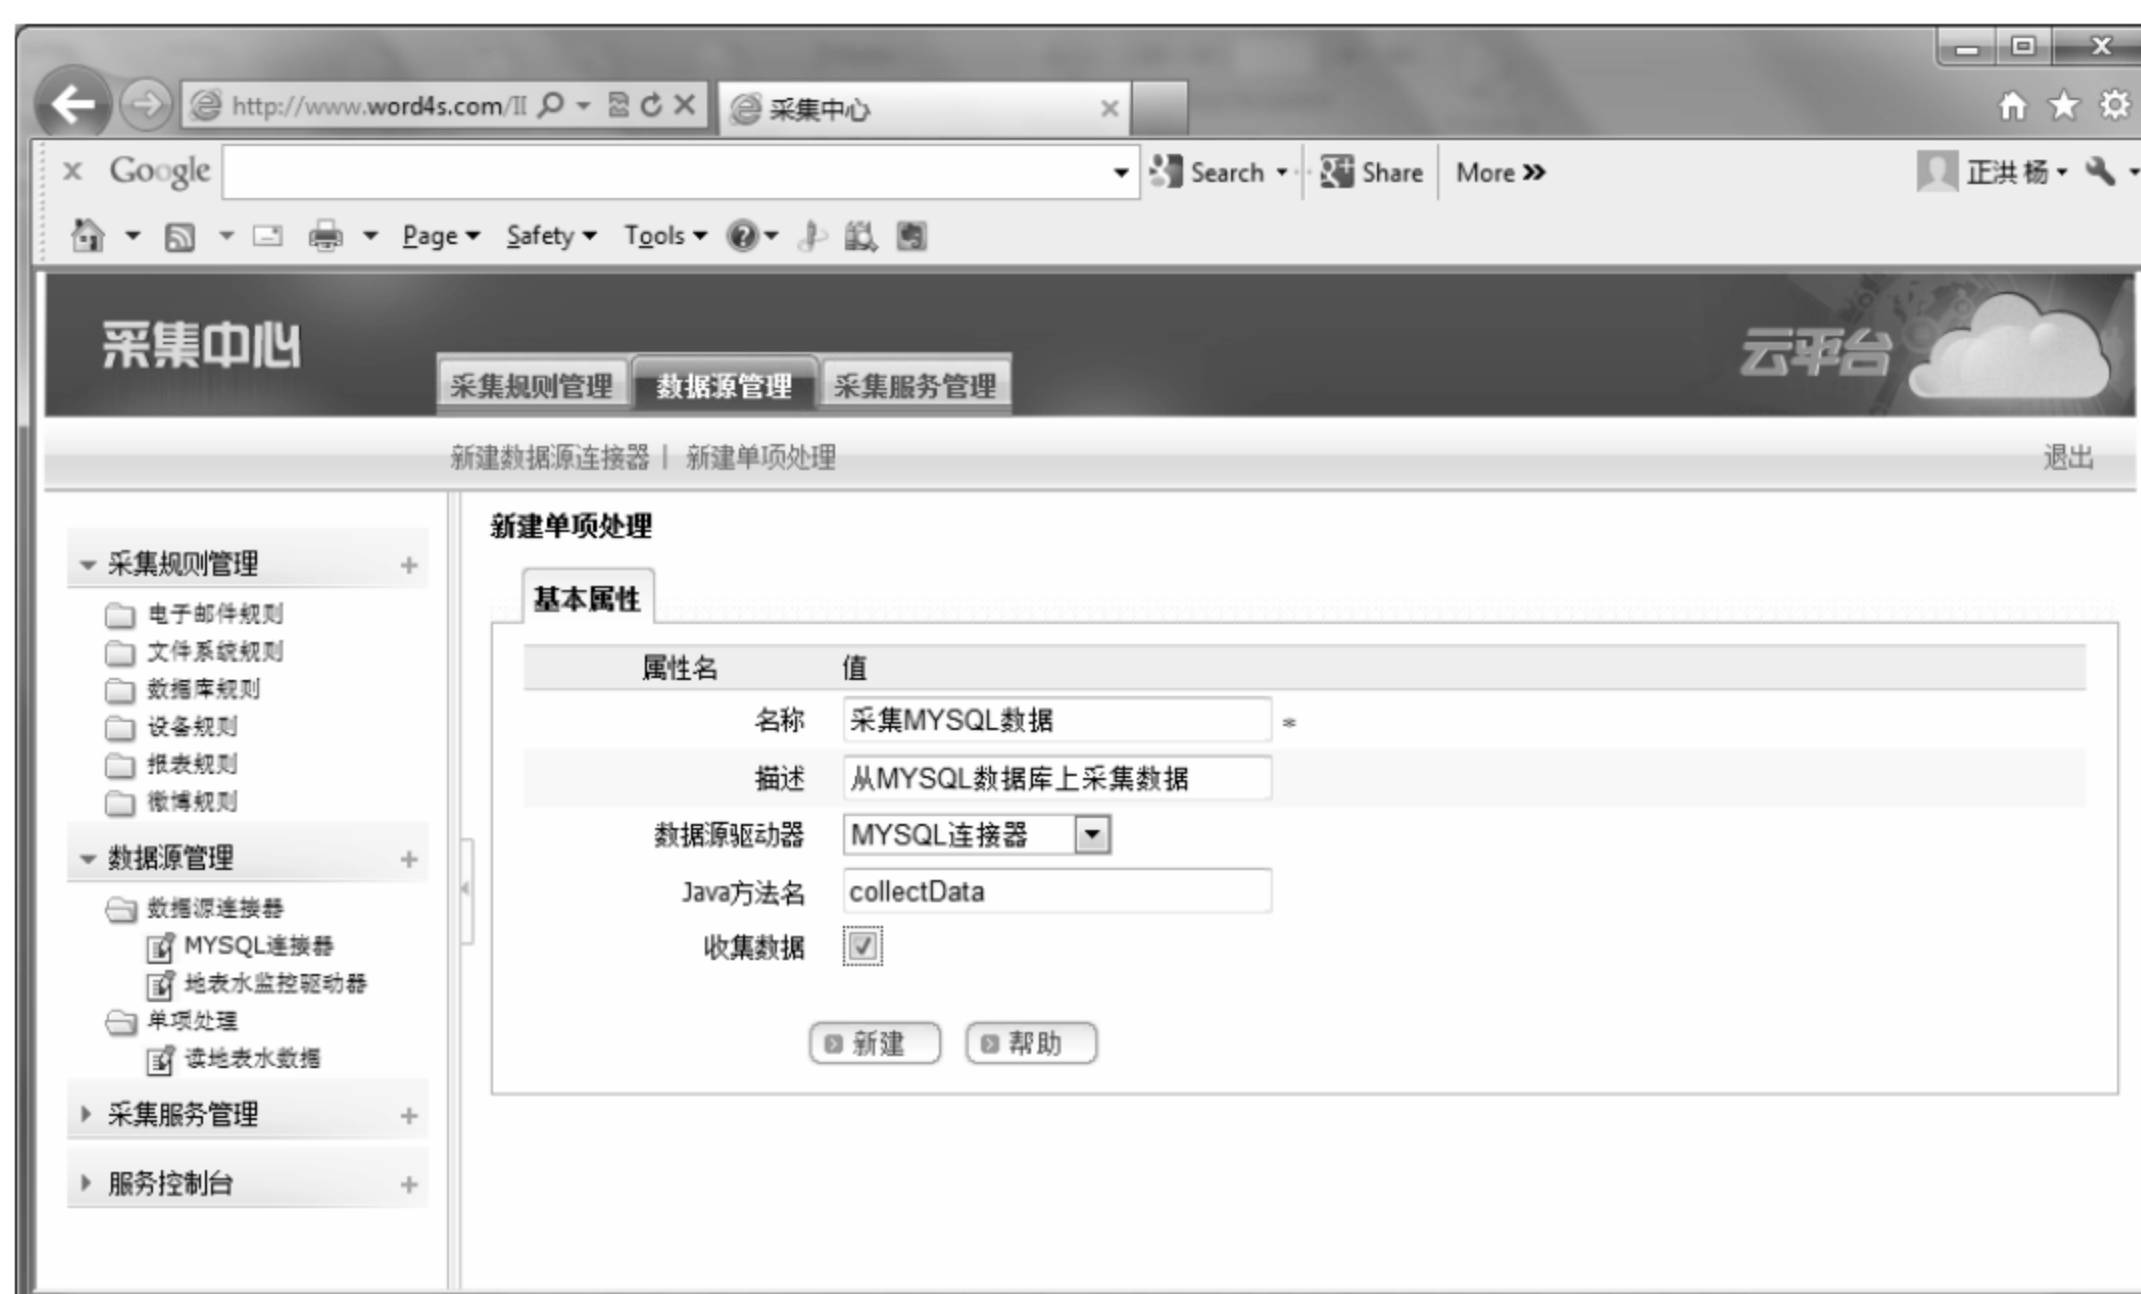 http://www.word4s.com/II
采集中心
Google
Search
Share
More »
正洪 杨
Page
Safety
Tools
采集中心
云平台
采集规则管理 数据源管理 采集服务管理
新建数据源连接器 | 新建单项处理
退出
采集规则管理
电子邮件规则
文件系统规则
数据库规则
设备规则
报表规则
微博规则
数据源管理
数据源连接器
MYSQL连接器
地表水监控驱动器
单项处理
读地表水数据
采集服务管理
服务控制台
新建单项处理
基本属性
属性名 值
名称 采集MYSQL数据 *
描述 从MYSQL数据库上采集数据
数据源驱动器 MYSQL连接器
Java方法名 collectData
收集数据
新建 帮助